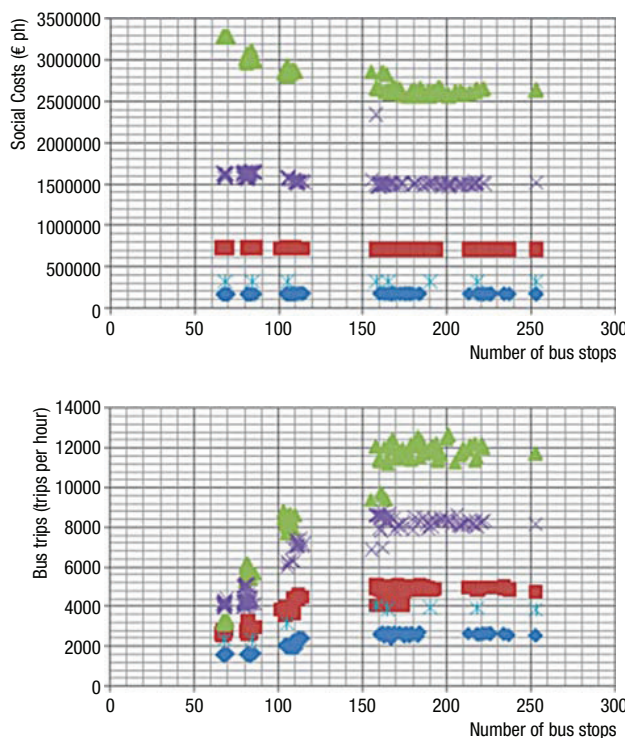 Social Costs (€ ph)
3500000
3000000
2500000
2000000
1500000
1000000
500000
0
0 50 100 150 200 250 300
Number of bus stops
Bus trips (trips per hour)
14000
12000
10000
8000
6000
4000
2000
0
0 50 100 150 200 250 300
Number of bus stops